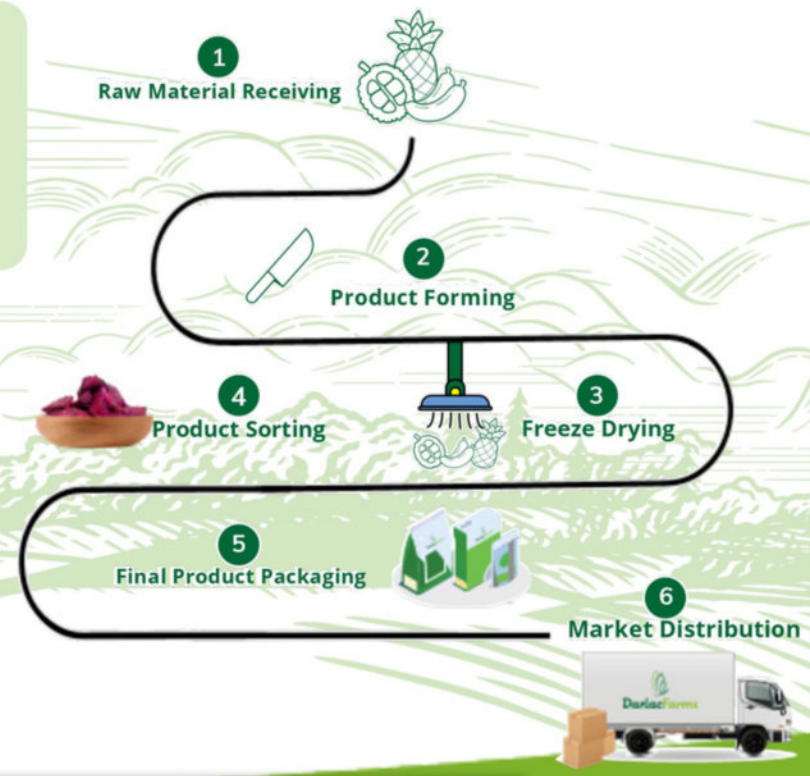 1
Raw Material Receiving
2
Product Forming
3
Freeze Drying
4
Product Sorting
5
Final Product Packaging
6
Market Distribution
DarlacFarms